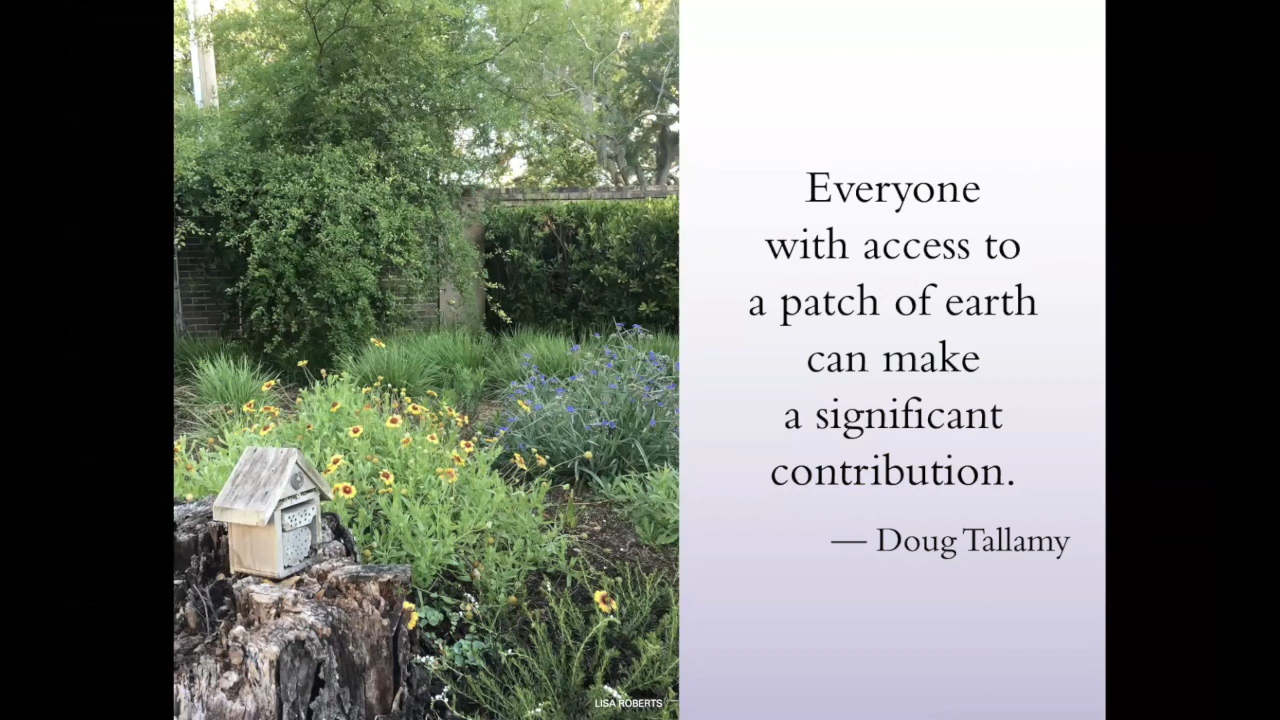 Everyone
with access to
a patch of earth
can make
a significant
contribution.
— Doug Tallamy
LISA ROBERTS